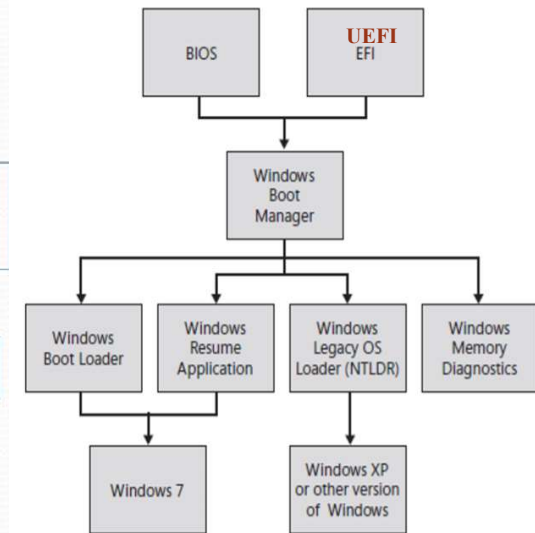 BIOS
UEFI
EFI
Windows
Boot
Manager
Windows
Boot Loader
Windows
Resume
Application
Windows
Legacy OS
Loader (NTLDR)
Windows
Memory
Diagnostics
Windows 7
Windows XP
or other version
of Windows